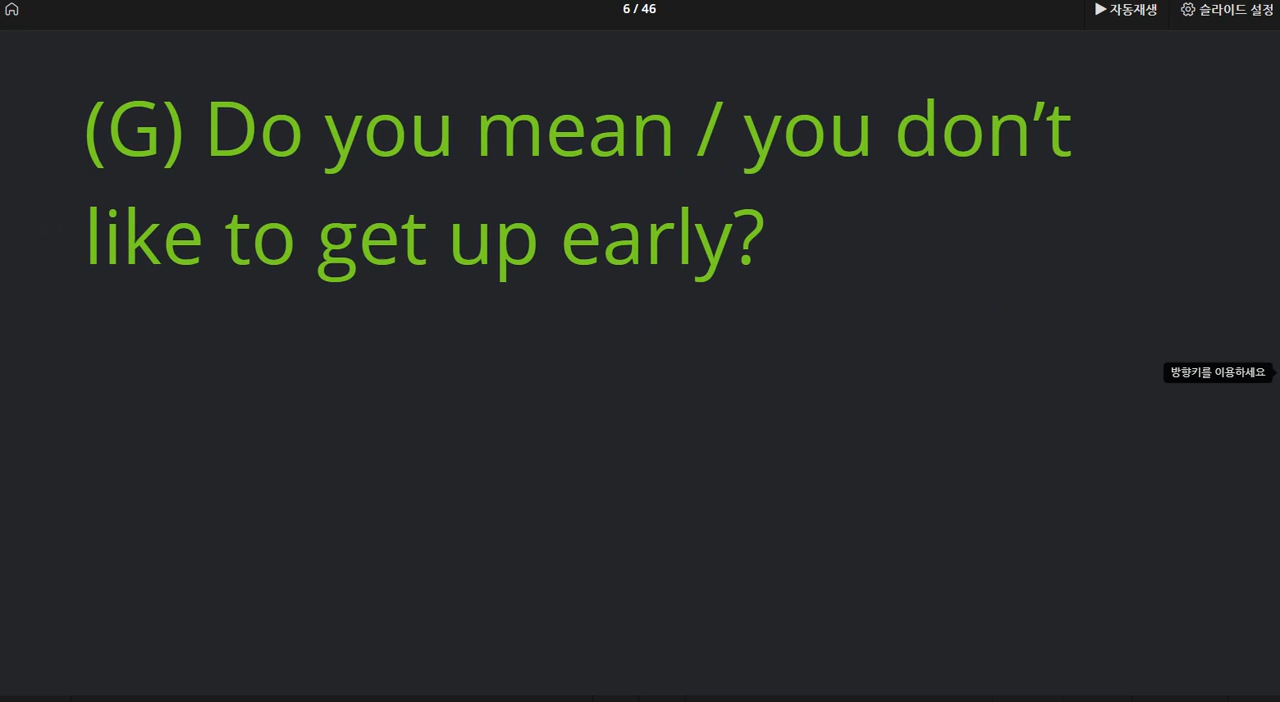 6 / 46
자동재생
슬라이드 설정
(G) Do you mean / you don’t
like to get up early?
방향키를 이용하세요